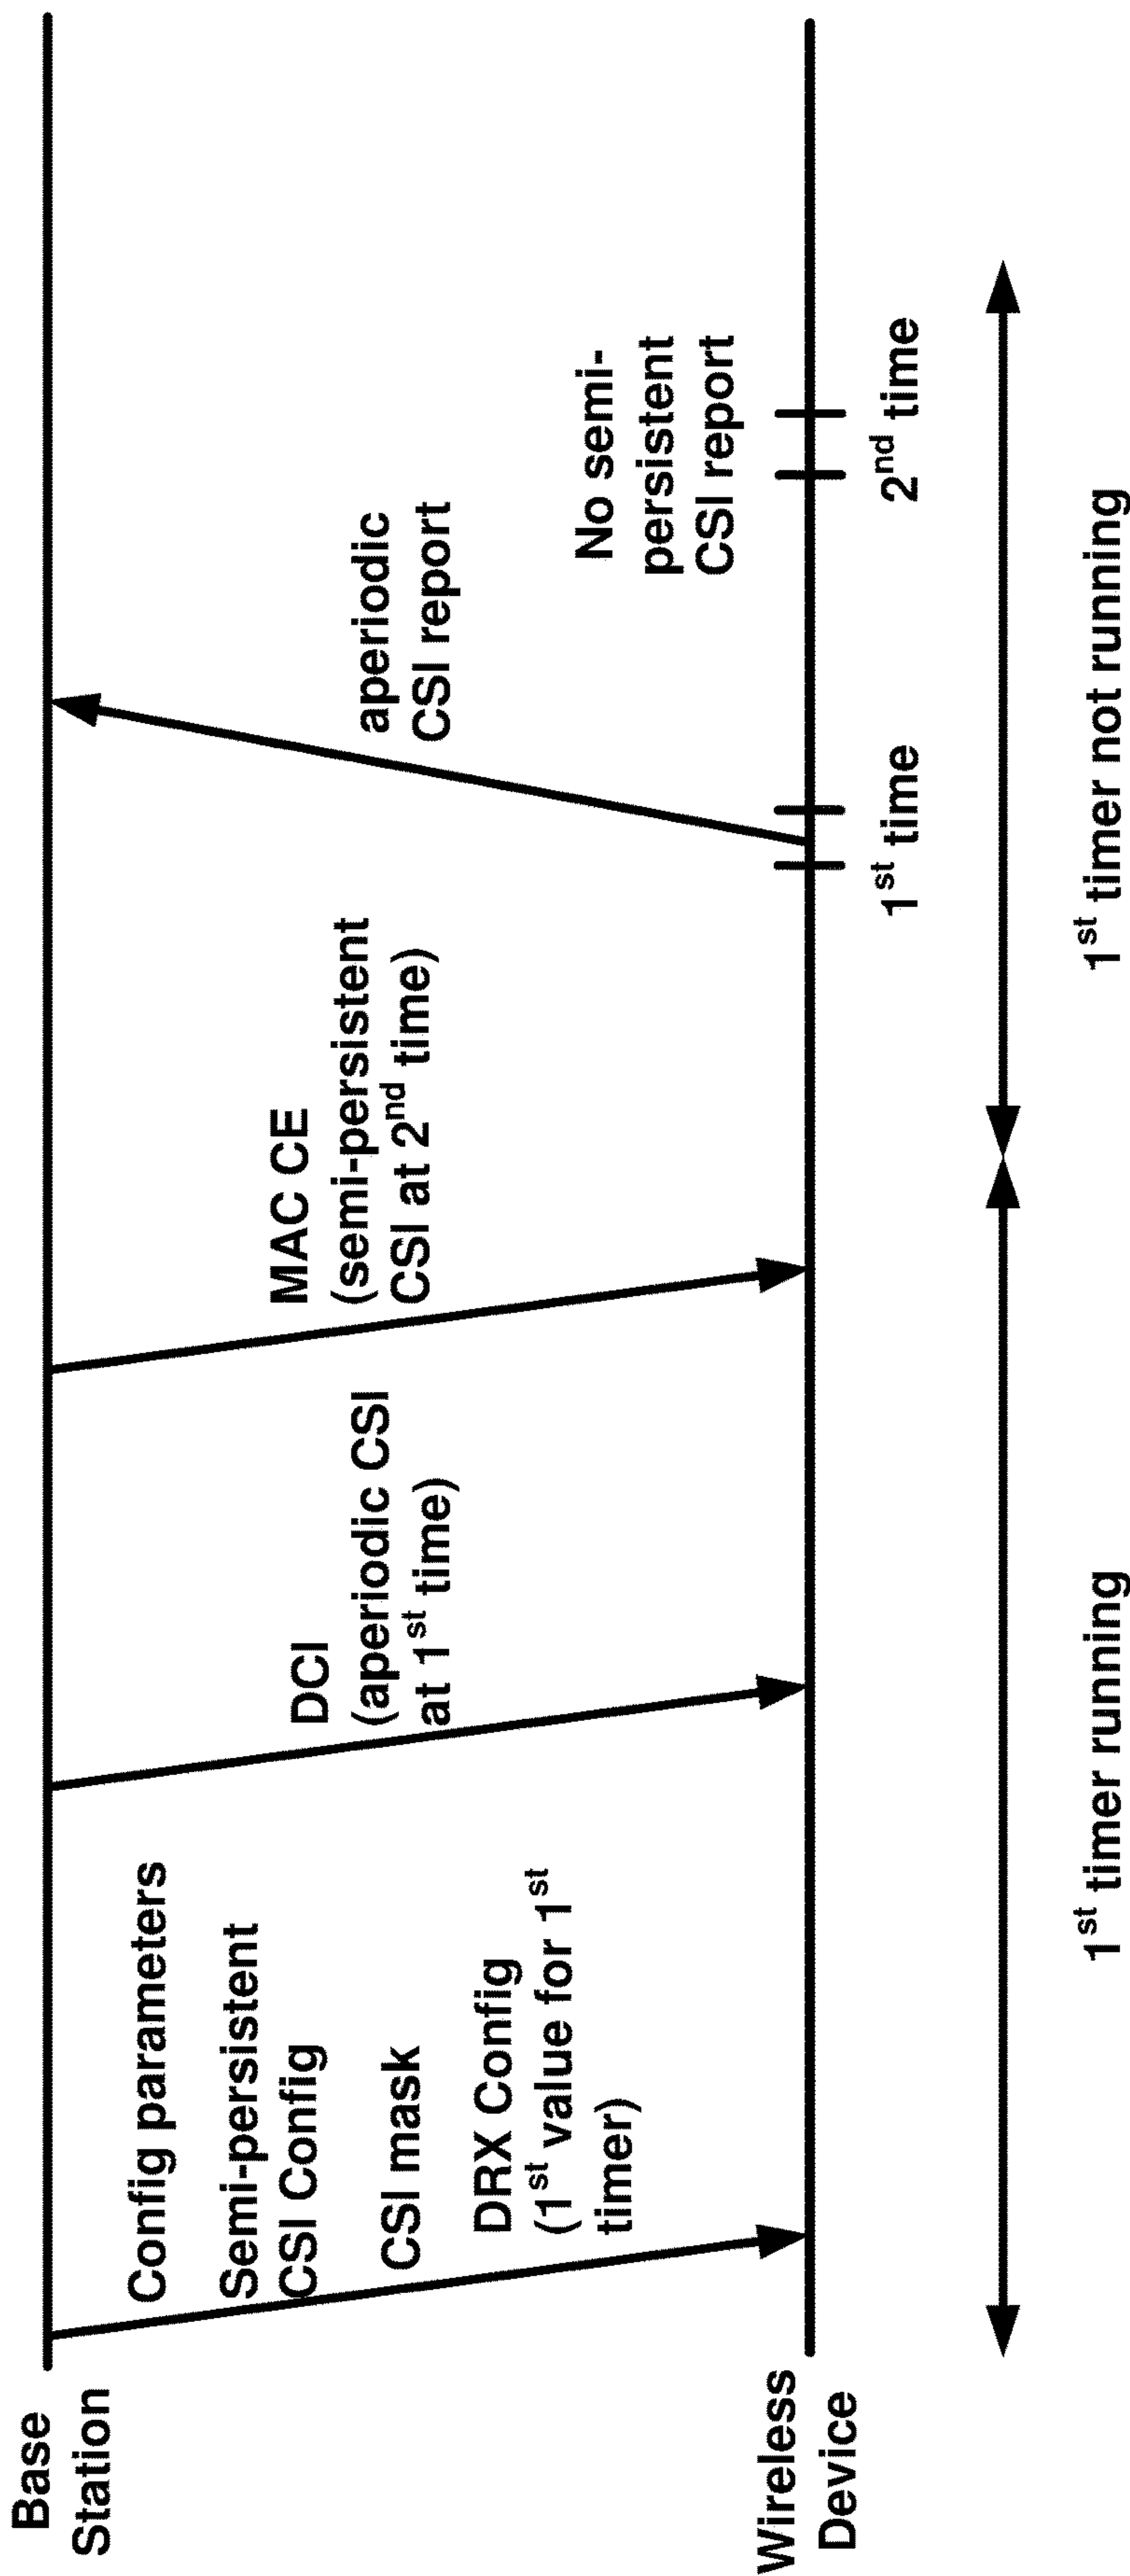 Base
Station
Config parameters
Semi-persistent
CSI Config
CSI mask
DRX Config
(1st value for 1st
timer)
DCI
(aperiodic CSI
at 1st time)
MAC CE
(semi-persistent
CSI at 2nd time)
aperiodic
CSI report
No semi-
persistent
CSI report
Wireless
Device
1st time
2nd time
1st timer running
1st timer not running